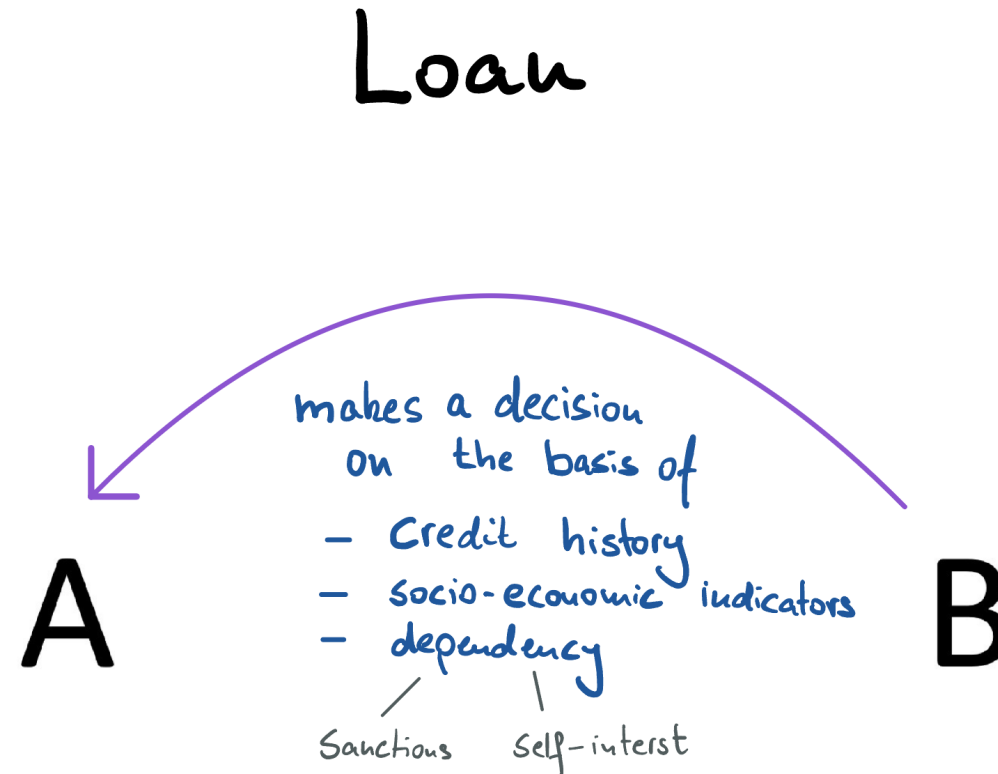 Loan
makes a decision
on the basis of
- Credit history
- socio-economic indicators
- dependency
A
B
Sanctions self-interst